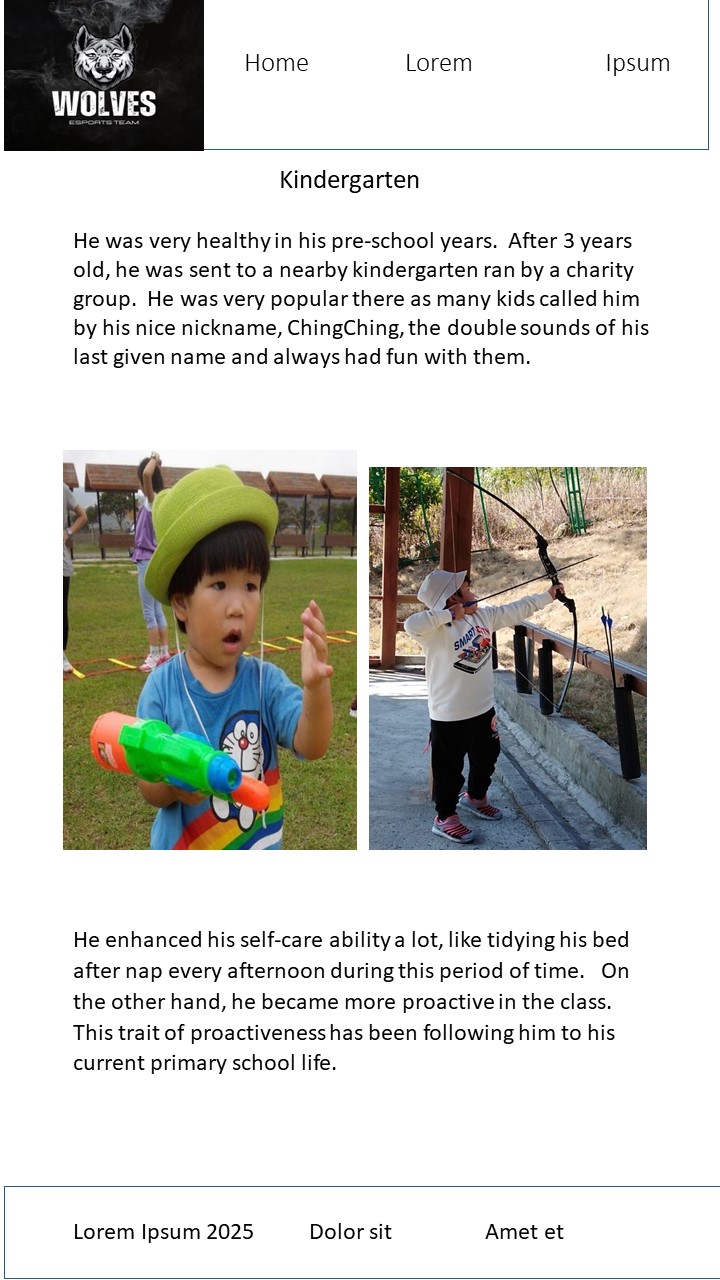 WOLVES
ESPORTS TEAM
Home Lorem Ipsum
Kindergarten
He was very healthy in his pre-school years.  After 3 years
old, he was sent to a nearby kindergarten ran by a charity
group.  He was very popular there as many kids called him
by his nice nickname, ChingChing, the double sounds of his
last given name and always had fun with them.
SMART
He enhanced his self-care ability a lot, like tidying his bed
after nap every afternoon during this period of time.   On
the other hand, he became more proactive in the class.
This trait of proactiveness has been following him to his
current primary school life.
Lorem Ipsum 2025 Dolor sit Amet et